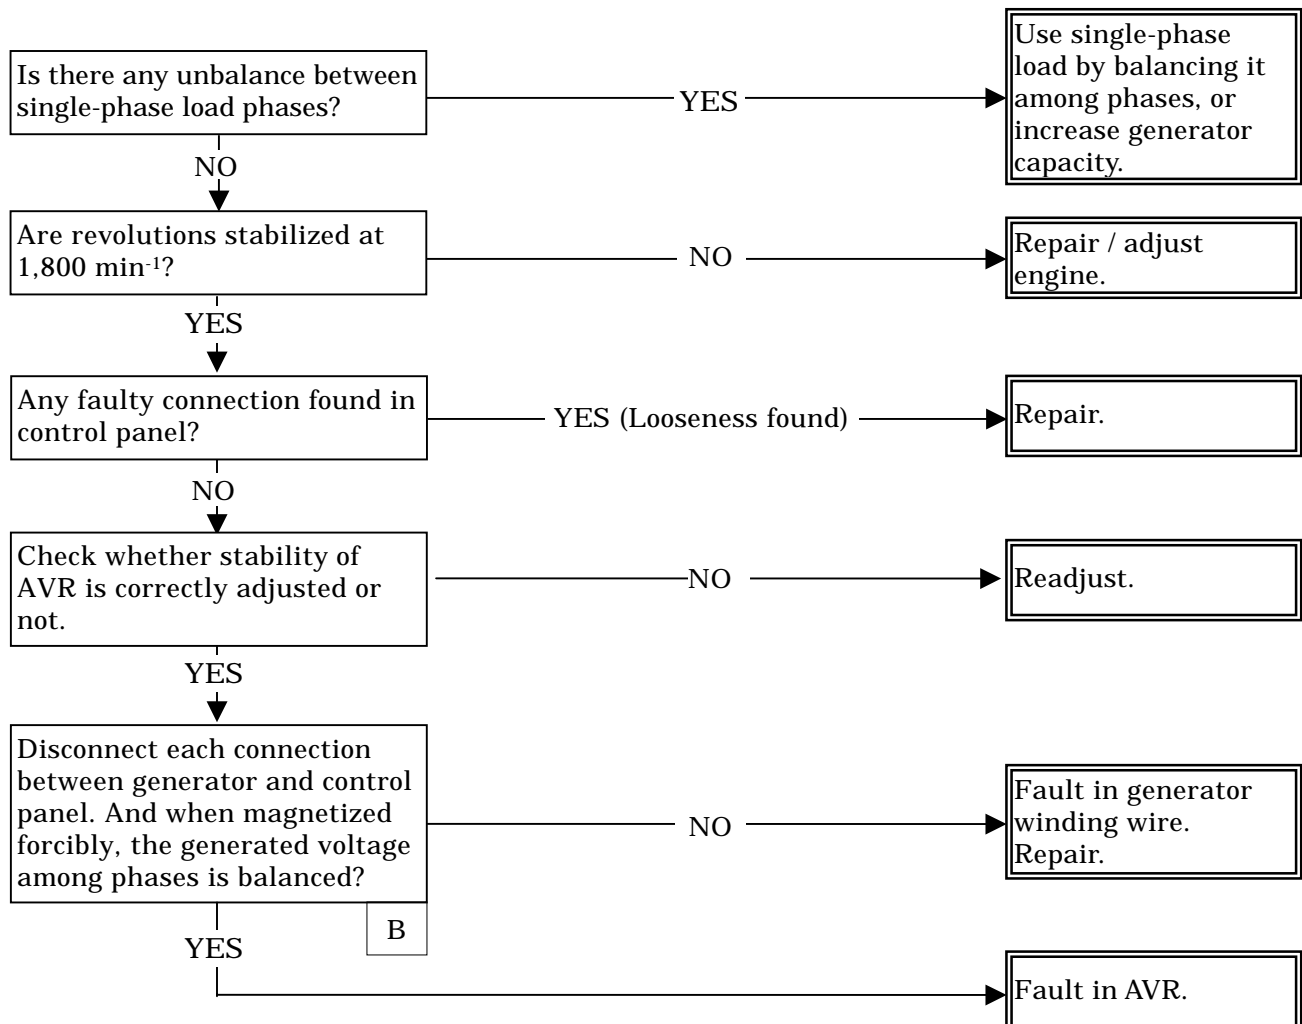 Is there any unbalance between
single-phase load phases?
YES
Use single-phase
load by balancing it
among phases, or
increase generator
capacity.
NO
Are revolutions stabilized at
1,800 min⁻¹?
NO
Repair / adjust
engine.
YES
Any faulty connection found in
control panel?
YES (Looseness found)
Repair.
NO
Check whether stability of
AVR is correctly adjusted or
not.
NO
Readjust.
YES
Disconnect each connection
between generator and control
panel. And when magnetized
forcibly, the generated voltage
among phases is balanced?
NO
Fault in generator
winding wire.
Repair.
B
YES
Fault in AVR.